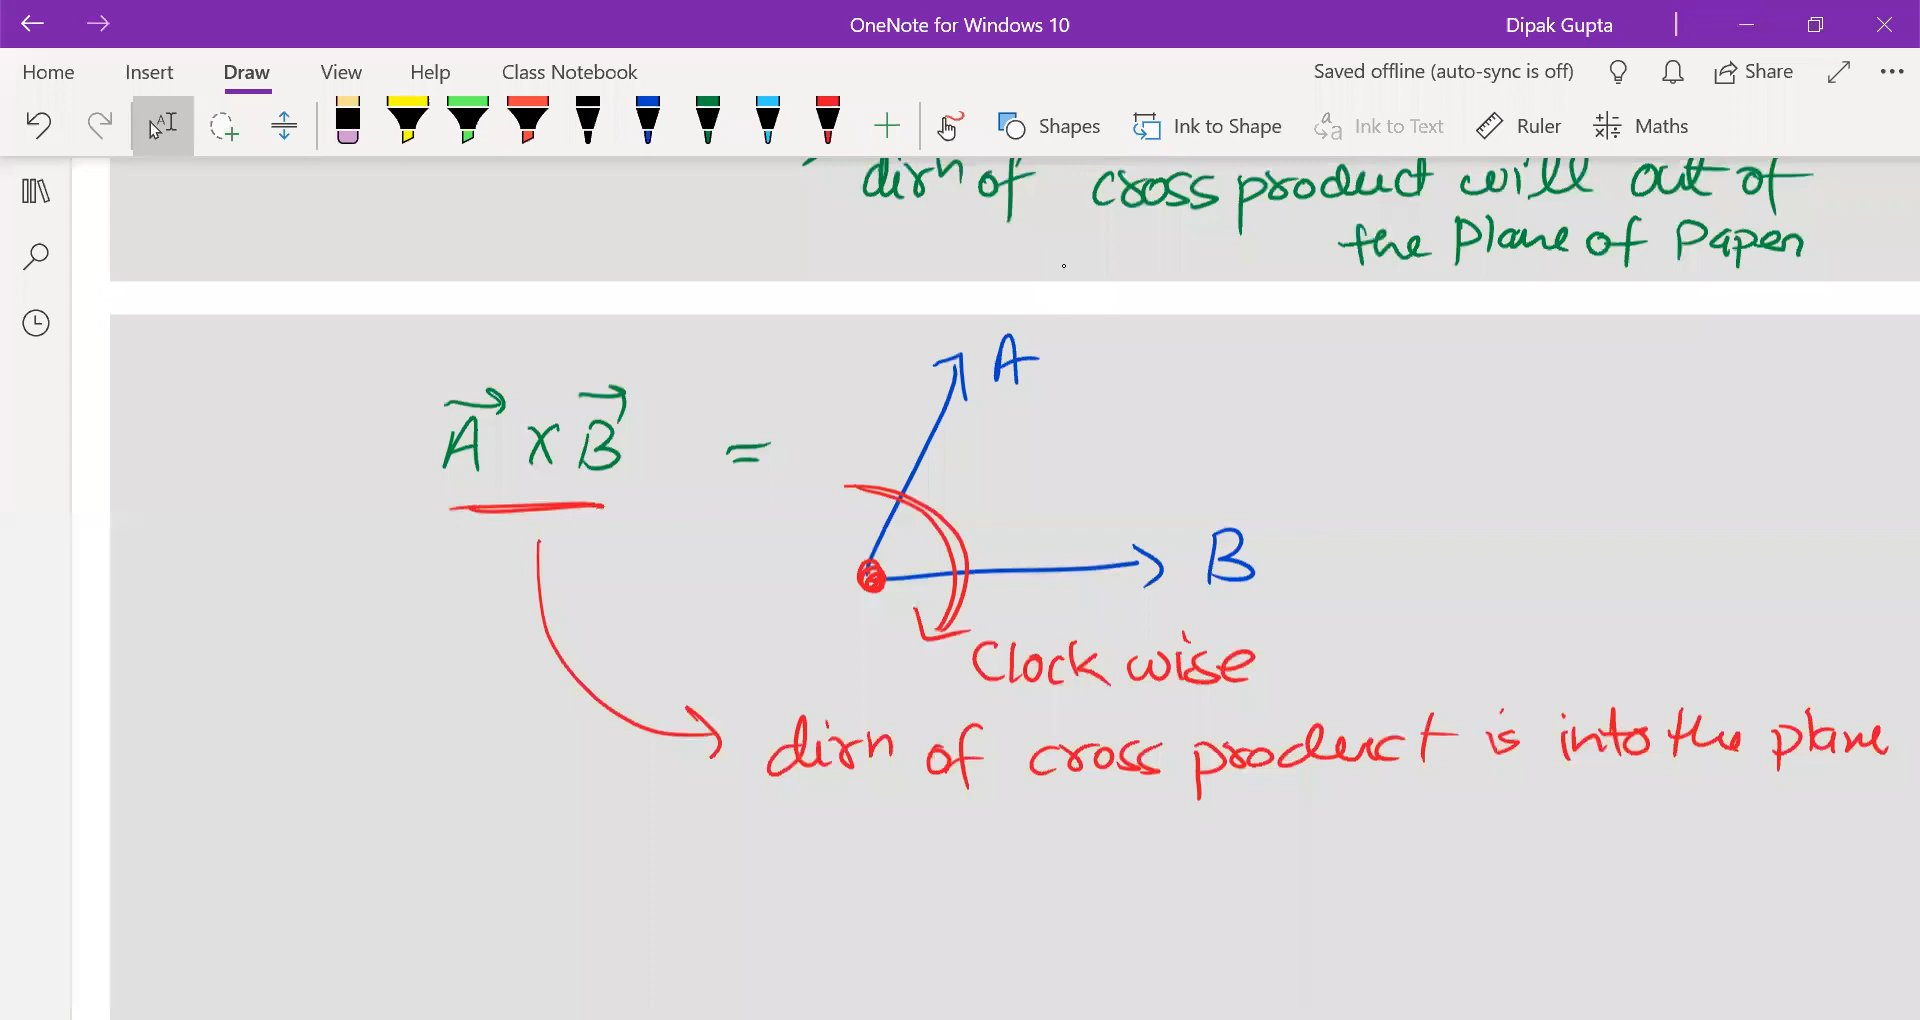 OneNote for Windows 10
Dipak Gupta
Home Insert Draw View Help Class Notebook
Saved offline (auto-sync is off) Share
Shapes Ink to Shape Ink to Text Ruler Maths
dirn of cross product will out of
the Plane of Paper
A
A × B =
B
Clock wise
dirn of cross product is into the plane